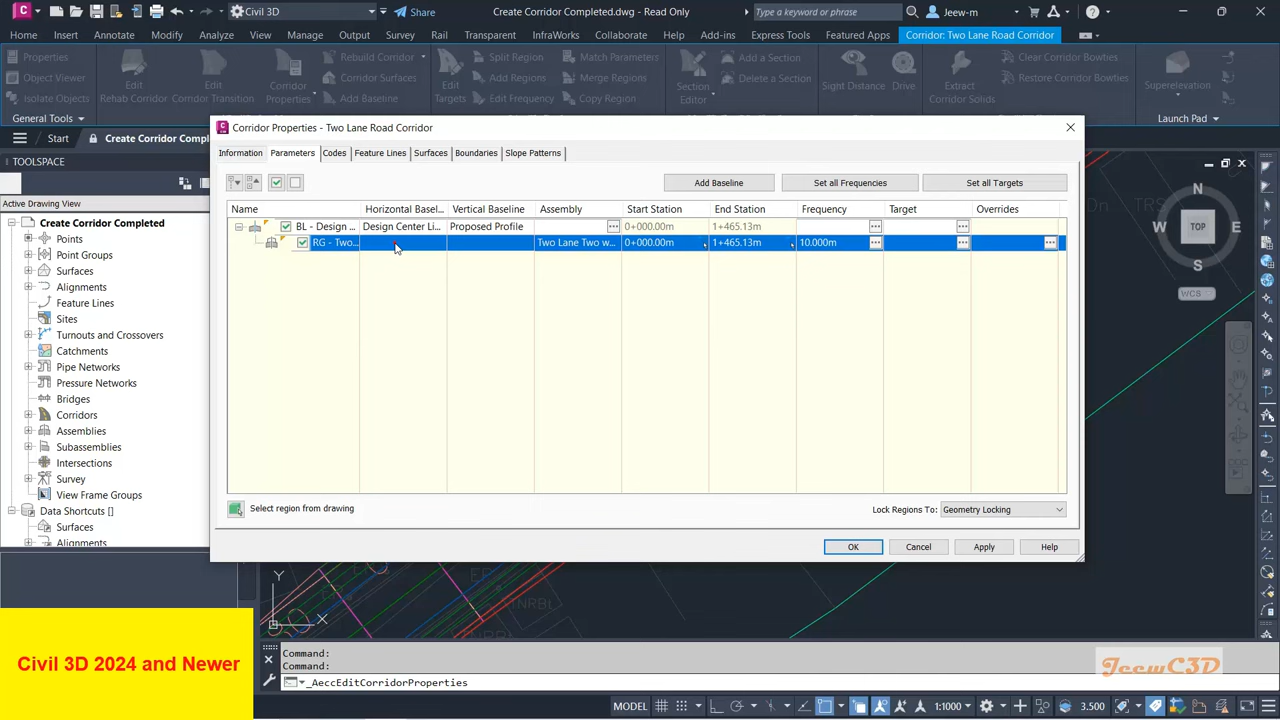 Civil 3D
Share
Create Corridor Completed.dwg - Read Only
Type a keyword or phrase
Jeew-m
Home Insert Annotate Modify Analyze View Manage Output Survey Rail Transparent InfraWorks Collaborate Help Add-ins Express Tools Featured Apps Corridor: Two Lane Road Corridor
Properties
Object Viewer
Isolate Objects
General Tools
Edit
Rehab Corridor
Edit
Corridor Transition
Corridor
Properties
Rebuild Corridor
Corridor Surfaces
Add Baseline
Edit
Targets
Split Region
Add Regions
Edit Frequency
Match Parameters
Merge Regions
Copy Region
Section
Editor
Add a Section
Delete a Section
Sight Distance
Drive
Extract
Corridor Solids
Clear Corridor Bowties
Restore Corridor Bowties
Superelevation
Launch Pad
Start
Create Corridor Compl
TOOLSPACE
Active Drawing View
Create Corridor Completed
Points
Point Groups
Surfaces
Alignments
Feature Lines
Sites
Turnouts and Crossovers
Catchments
Pipe Networks
Pressure Networks
Bridges
Corridors
Assemblies
Subassemblies
Intersections
Survey
View Frame Groups
Data Shortcuts []
Surfaces
Alignments
Corridor Properties - Two Lane Road Corridor
Information Parameters Codes Feature Lines Surfaces Boundaries Slope Patterns
Add Baseline Set all Frequencies Set all Targets
Name Horizontal Basel... Vertical Baseline Assembly Start Station End Station Frequency Target Overrides
BL - Design ... Design Center Li... Proposed Profile 0+000.00m 1+465.13m
RG - Two... Two Lane Two w... 0+000.00m 1+465.13m 10.000m
Select region from drawing
Lock Regions To: Geometry Locking
OK Cancel Apply Help
N
W TOP E
S
WCS
Y
X
Command:
Command:
_AeccEditCorridorProperties
Civil 3D 2024 and Newer
JeewC3D
MODEL
1:1000
3.500